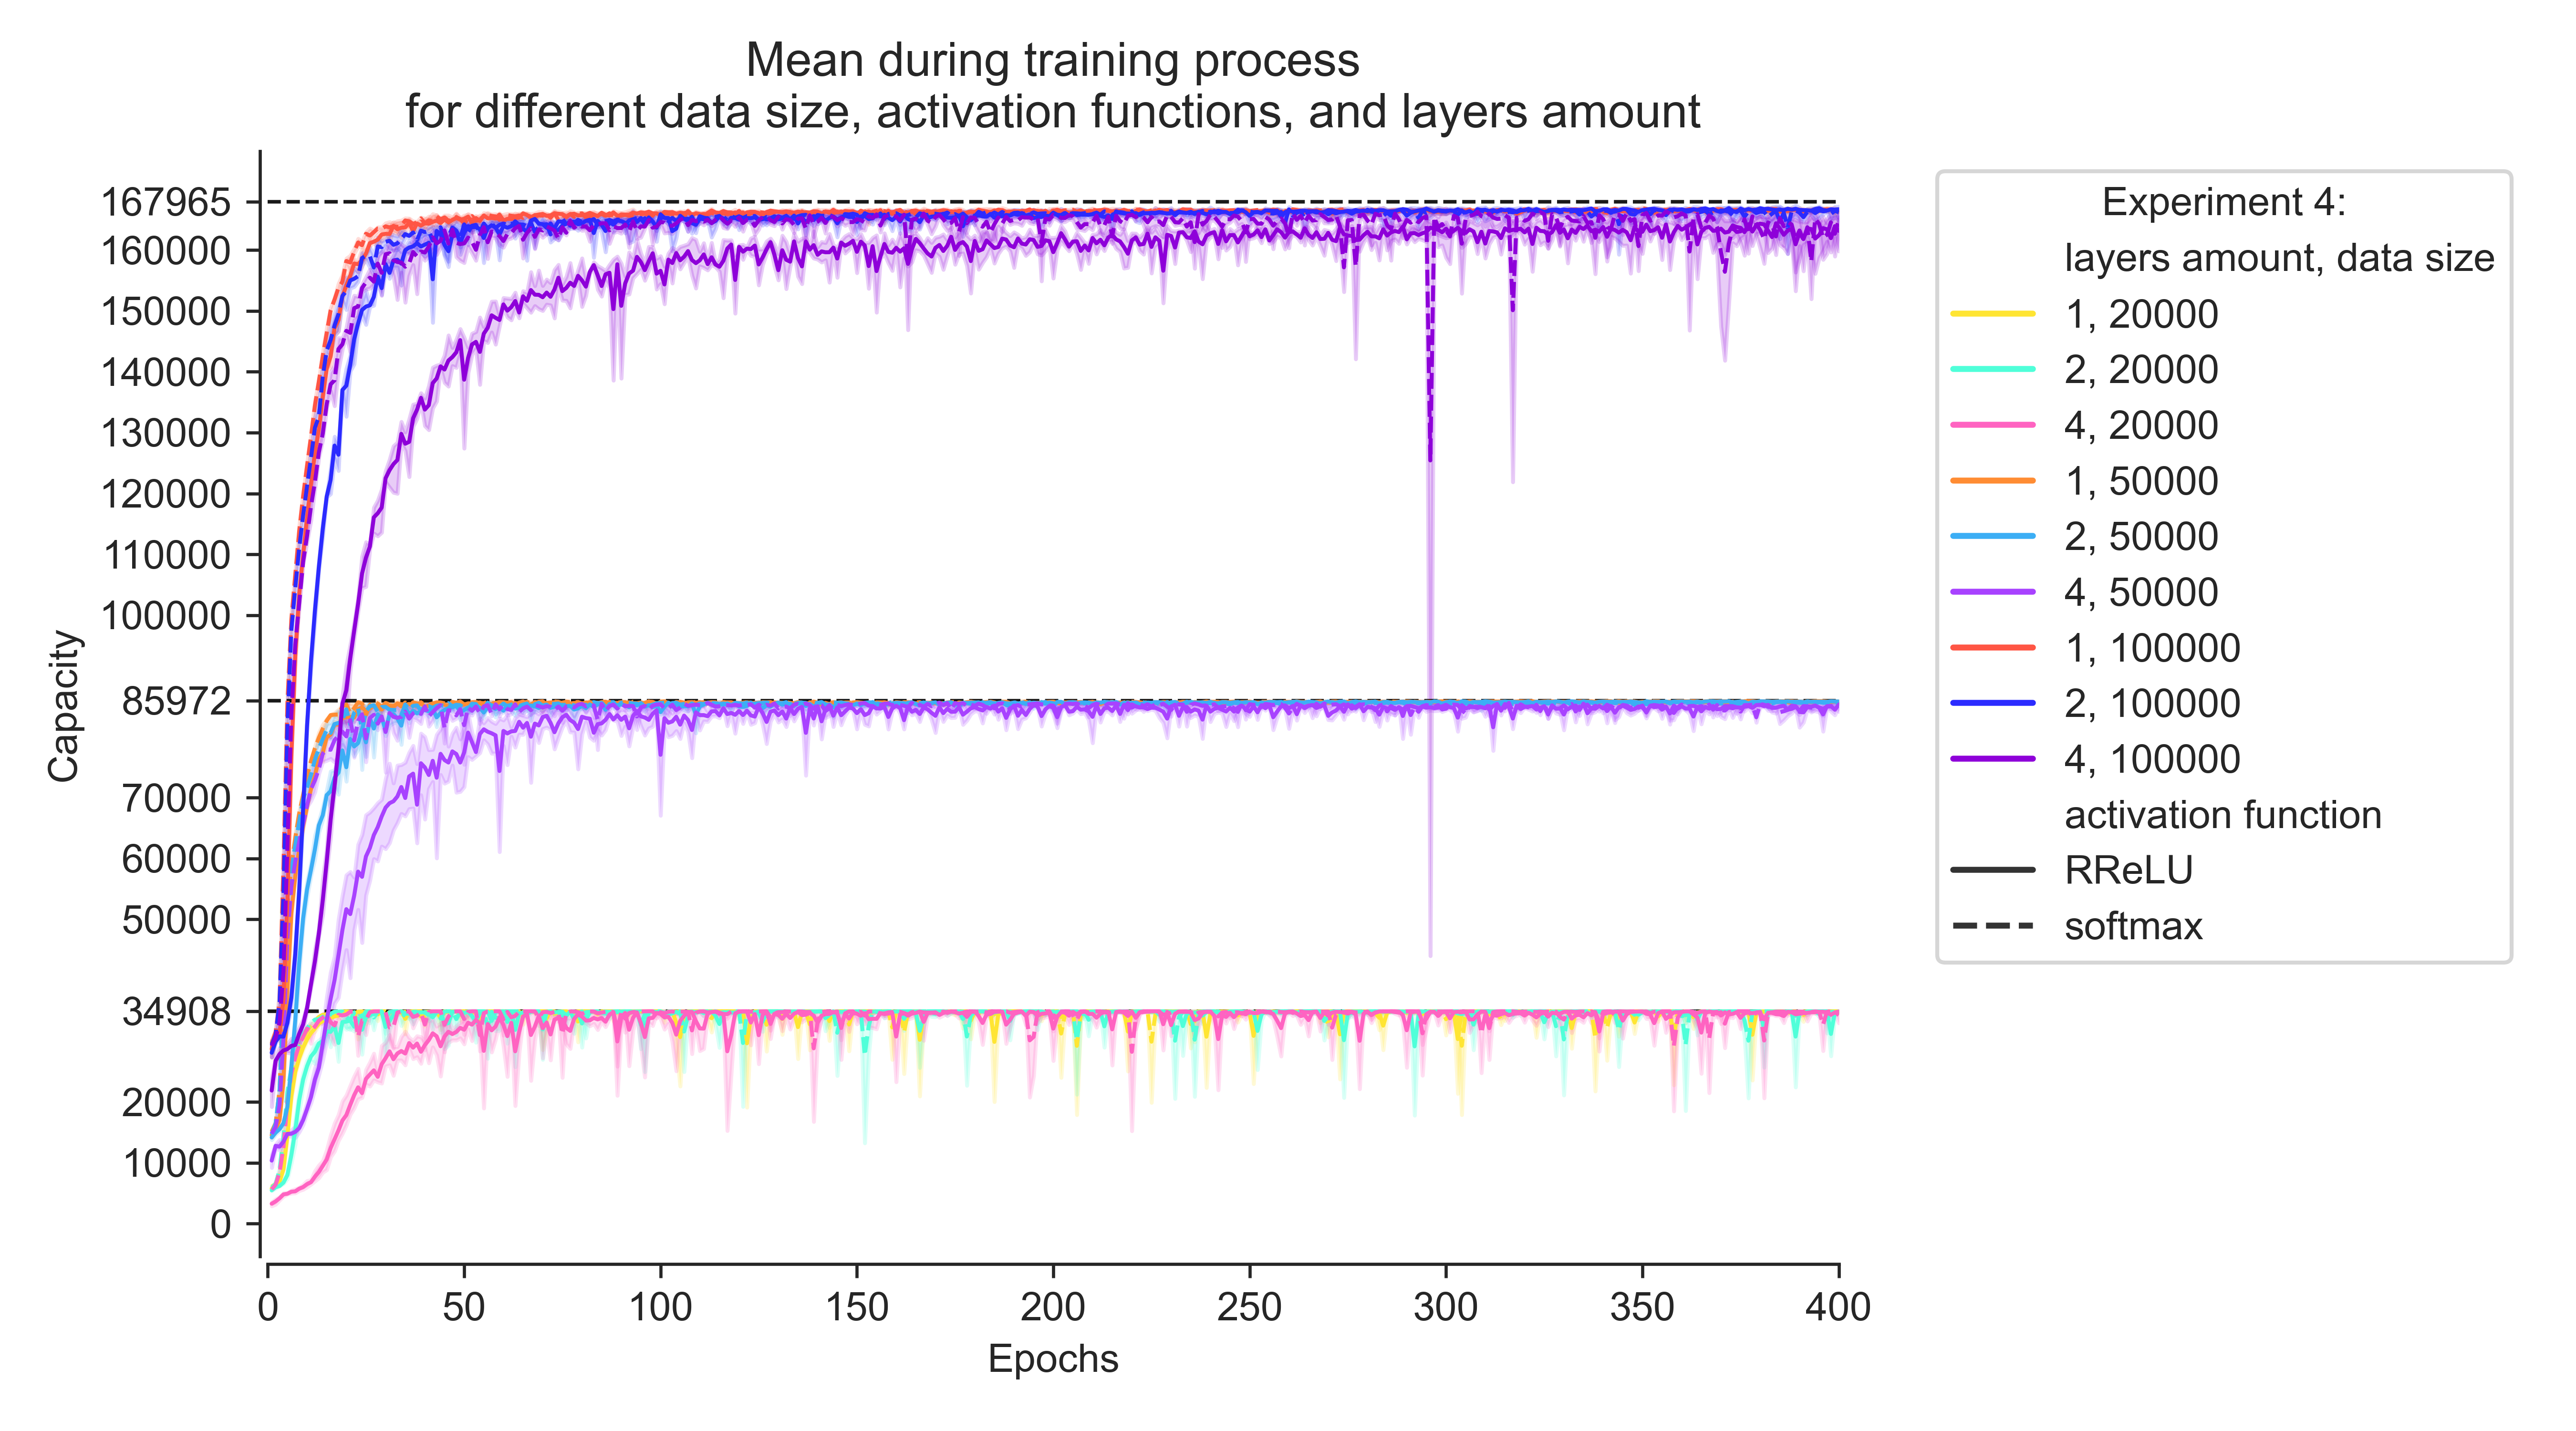 Mean during training process
for different data size, activation functions, and layers amount
167965
160000
150000
140000
130000
120000
110000
100000
85972
70000
60000
50000
34908
20000
10000
0
Capacity
0 50 100 150 200 250 300 350 400
Epochs
Experiment 4:
layers amount, data size
1, 20000
2, 20000
4, 20000
1, 50000
2, 50000
4, 50000
1, 100000
2, 100000
4, 100000
activation function
RReLU
softmax